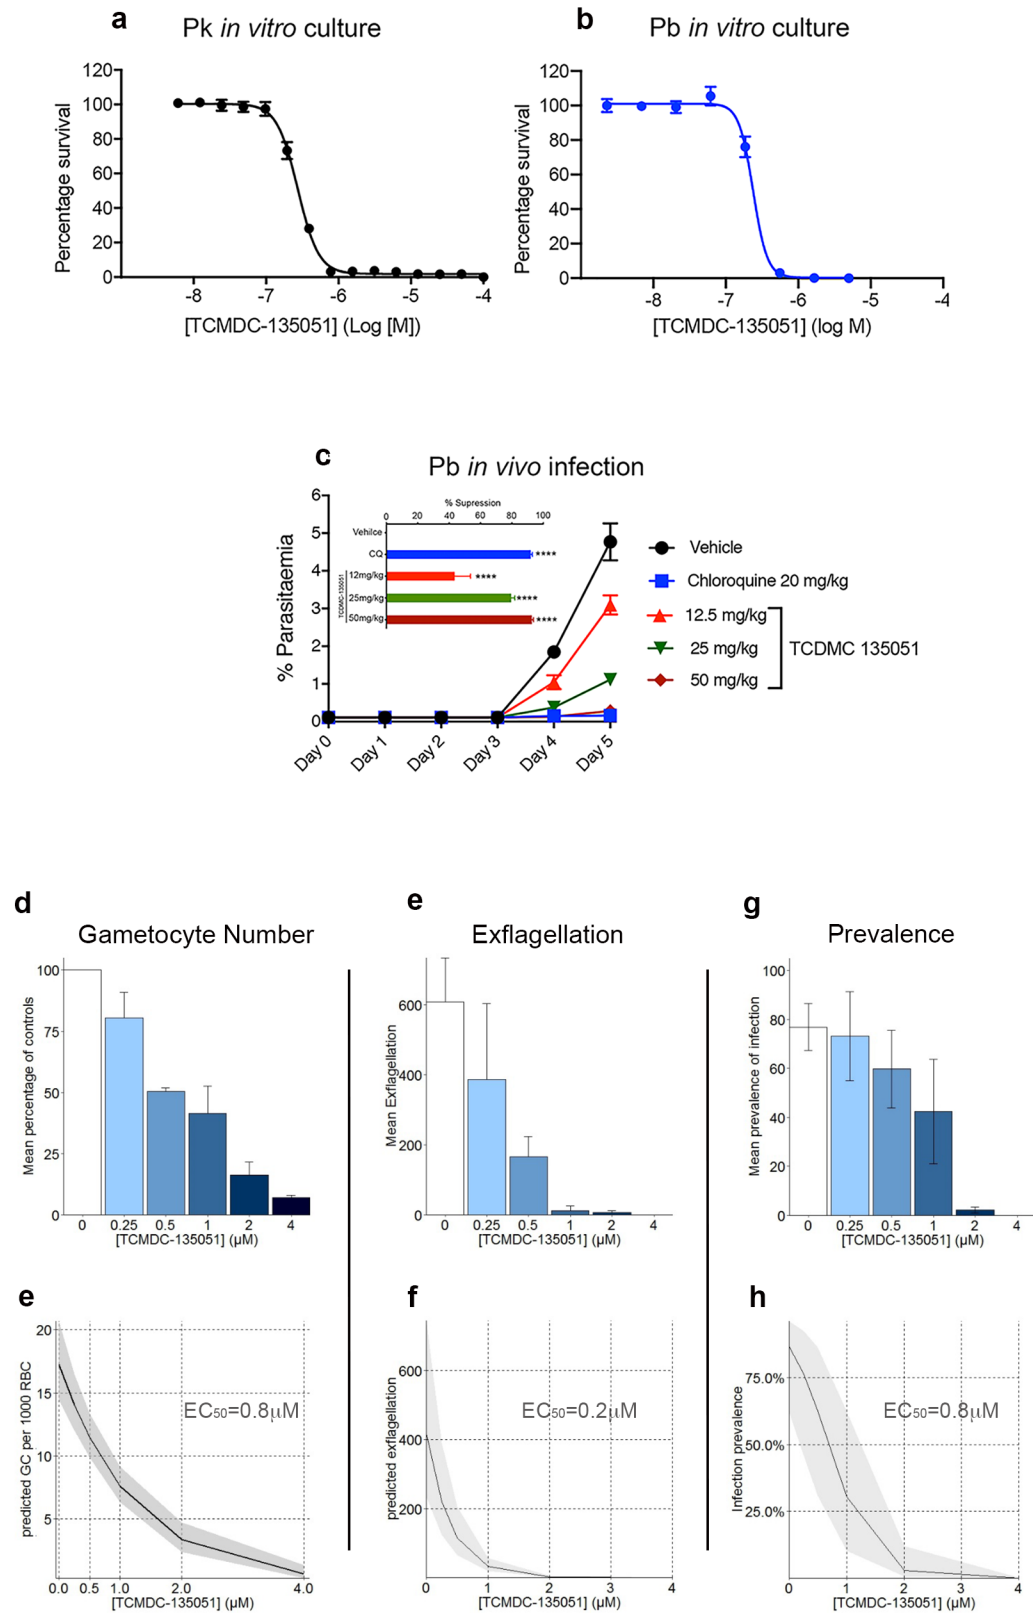 a
Pk in vitro culture
120
100
80
60
40
20
0
Percentage survival
-8
-7
-6
-5
-4
[TCMDC-135051] (Log [M])
b
Pb in vitro culture
120
100
80
60
40
20
0
Percentage survival
-8
-7
-6
-5
-4
[TCMDC-135051] (log M)
c
Pb in vivo infection
6
5
4
3
2
1
0
% Parasitaemia
Day 0
Day 1
Day 2
Day 3
Day 4
Day 5
% Supression
0 20 40 60 80 100
Vehilce
CQ ****
12mg/kg ****
25mg/kg ****
50mg/kg ****
TCDMC-135051
Vehicle
Chloroquine 20 mg/kg
12.5 mg/kg
25 mg/kg
50 mg/kg
TCDMC 135051
d
Gametocyte Number
100
75
50
25
0
Mean percentage of controls
0 0.25 0.5 1 2 4
[TCMDC-135051] (µM)
e
Exflagellation
600
400
200
0
Mean Exflagellation
0 0.25 0.5 1 2 4
[TCMDC-135051] (µM)
g
Prevalence
100
80
60
40
20
0
Mean prevalence of infection
0 0.25 0.5 1 2 4
[TCMDC-135051] (µM)
e
20
15
10
5
predicted GC per 1000 RBC
EC50=0.8µM
0.0 0.5 1.0 2.0 4.0
[TCMDC-135051] (µM)
f
600
400
200
predicted exflagellation
EC50=0.2µM
0 1 2 3 4
[TCMDC-135051] (µM)
h
75.0%
50.0%
25.0%
Infection prevalence
EC50=0.8µM
0 1 2 3 4
[TCMDC-135051] (µM)